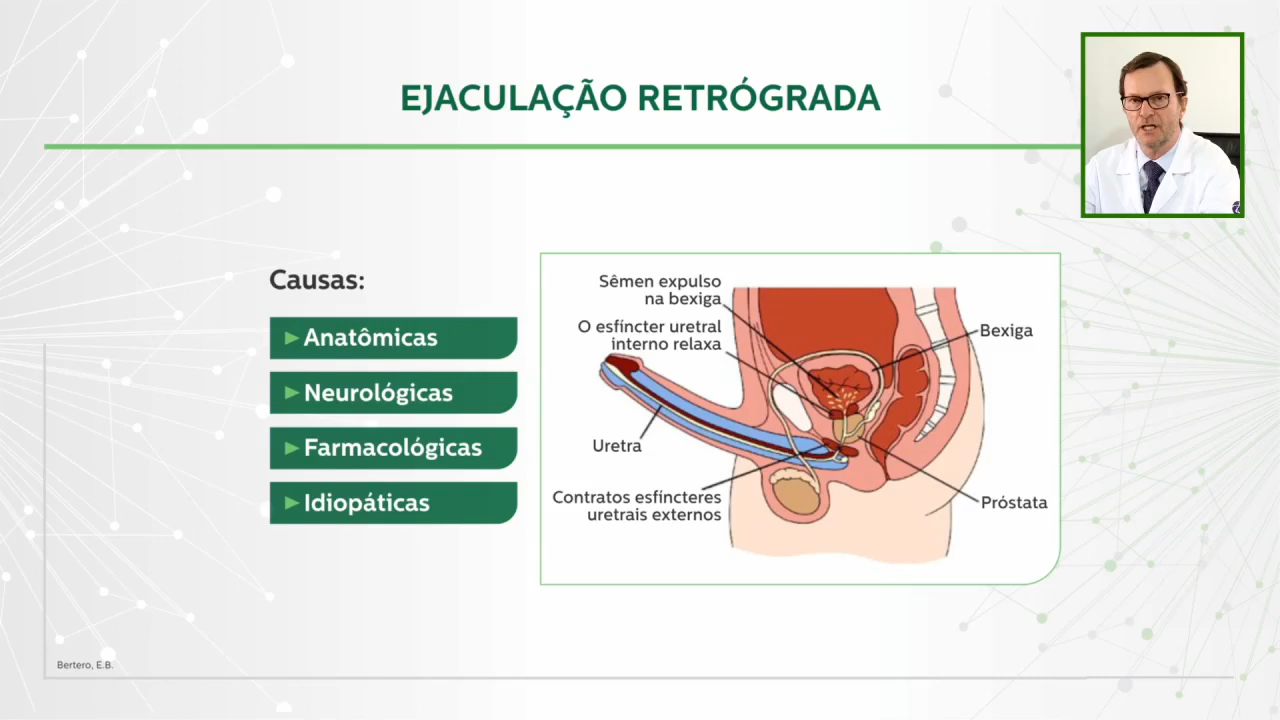 EJACULAÇÃO RETRÓGRADA
Causas:
Anatômicas
Neurológicas
Farmacológicas
Idiopáticas
Sêmen expulso
na bexiga
O esfíncter uretral
interno relaxa
Bexiga
Uretra
Contratos esfíncteres
uretrais externos
Próstata
Bertero, E.B.